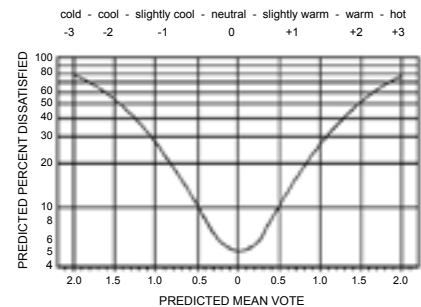 cold - cool - slightly cool - neutral - slightly warm - warm - hot
-3 -2 -1 0 +1 +2 +3
PREDICTED PERCENT DISSATISFIED
100
80
60
50
40
30
20
10
8
6
5
4
2.0 1.5 1.0 0.5 0 0.5 1.0 1.5 2.0
PREDICTED MEAN VOTE